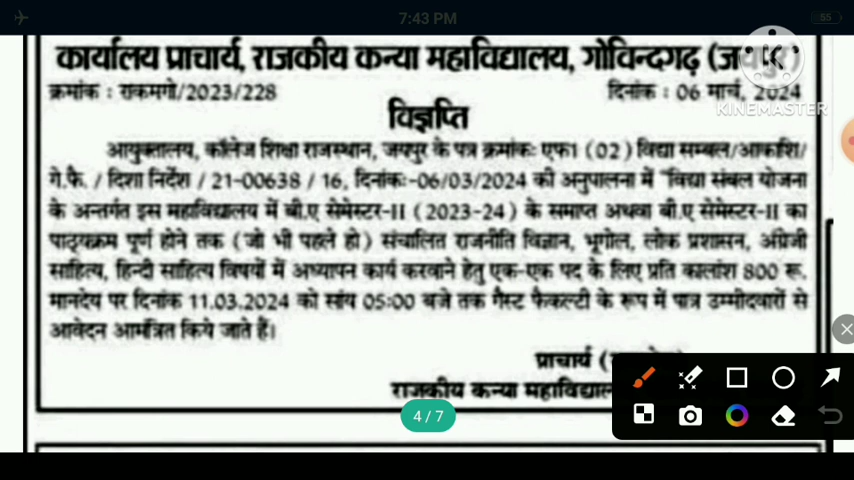 7:43 PM
55
कार्यालय प्राचार्य, राजकीय कन्या महाविद्यालय, गोविन्दगढ़ (जयपुर)
KINEMASTER
क्रमांक : राकमगो/2023/228
दिनांक : 06 मार्च, 2024
विज्ञप्ति
आयुक्तालय, कॉलेज शिक्षा राजस्थान, जयपुर के पत्र क्रमांकः एफ1 (02) विद्या सम्बल/आकाशि/
गे.फै. / दिशा निर्देश / 21-00638 / 16, दिनांकः-06/03/2024 की अनुपालना में "विद्या संबल योजना
के अन्तर्गत इस महाविद्यालय में बी.ए सेमेस्टर-II (2023-24) के समाप्त अथवा बी.ए सेमेस्टर-II का
पाठ्यक्रम पूर्ण होने तक (जो भी पहले हो) संचालित राजनीति विज्ञान, भूगोल, लोक प्रशासन, अंग्रेजी
साहित्य, हिन्दी साहित्य विषयों में अध्यापन कार्य करवाने हेतु एक-एक पद के लिए प्रति कालांश 800 रू.
मानदेय पर दिनांक 11.03.2024 को सांय 05:00 बजे तक गैस्ट फैकल्टी के रूप में पात्र उम्मीदवारों से
आवेदन आमंत्रित किये जाते हैं।
प्राचार्य (
राजकीय कन्या महाविद्याल
4 / 7